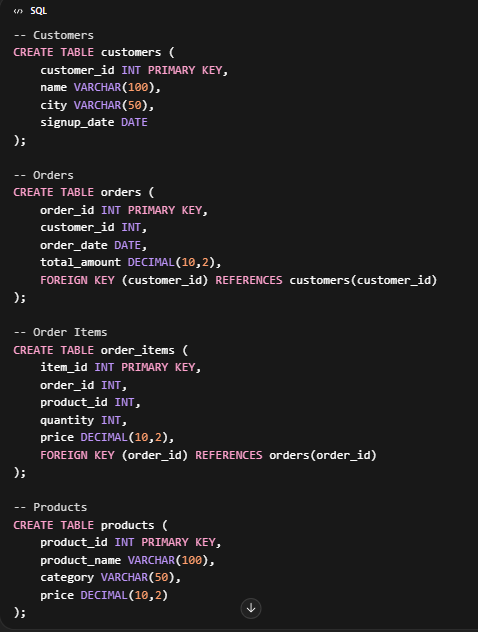 </> SQL
-- Customers
CREATE TABLE customers (
    customer_id INT PRIMARY KEY,
    name VARCHAR(100),
    city VARCHAR(50),
    signup_date DATE
);

-- Orders
CREATE TABLE orders (
    order_id INT PRIMARY KEY,
    customer_id INT,
    order_date DATE,
    total_amount DECIMAL(10,2),
    FOREIGN KEY (customer_id) REFERENCES customers(customer_id)
);

-- Order Items
CREATE TABLE order_items (
    item_id INT PRIMARY KEY,
    order_id INT,
    product_id INT,
    quantity INT,
    price DECIMAL(10,2),
    FOREIGN KEY (order_id) REFERENCES orders(order_id)
);

-- Products
CREATE TABLE products (
    product_id INT PRIMARY KEY,
    product_name VARCHAR(100),
    category VARCHAR(50),
    price DECIMAL(10,2)
);